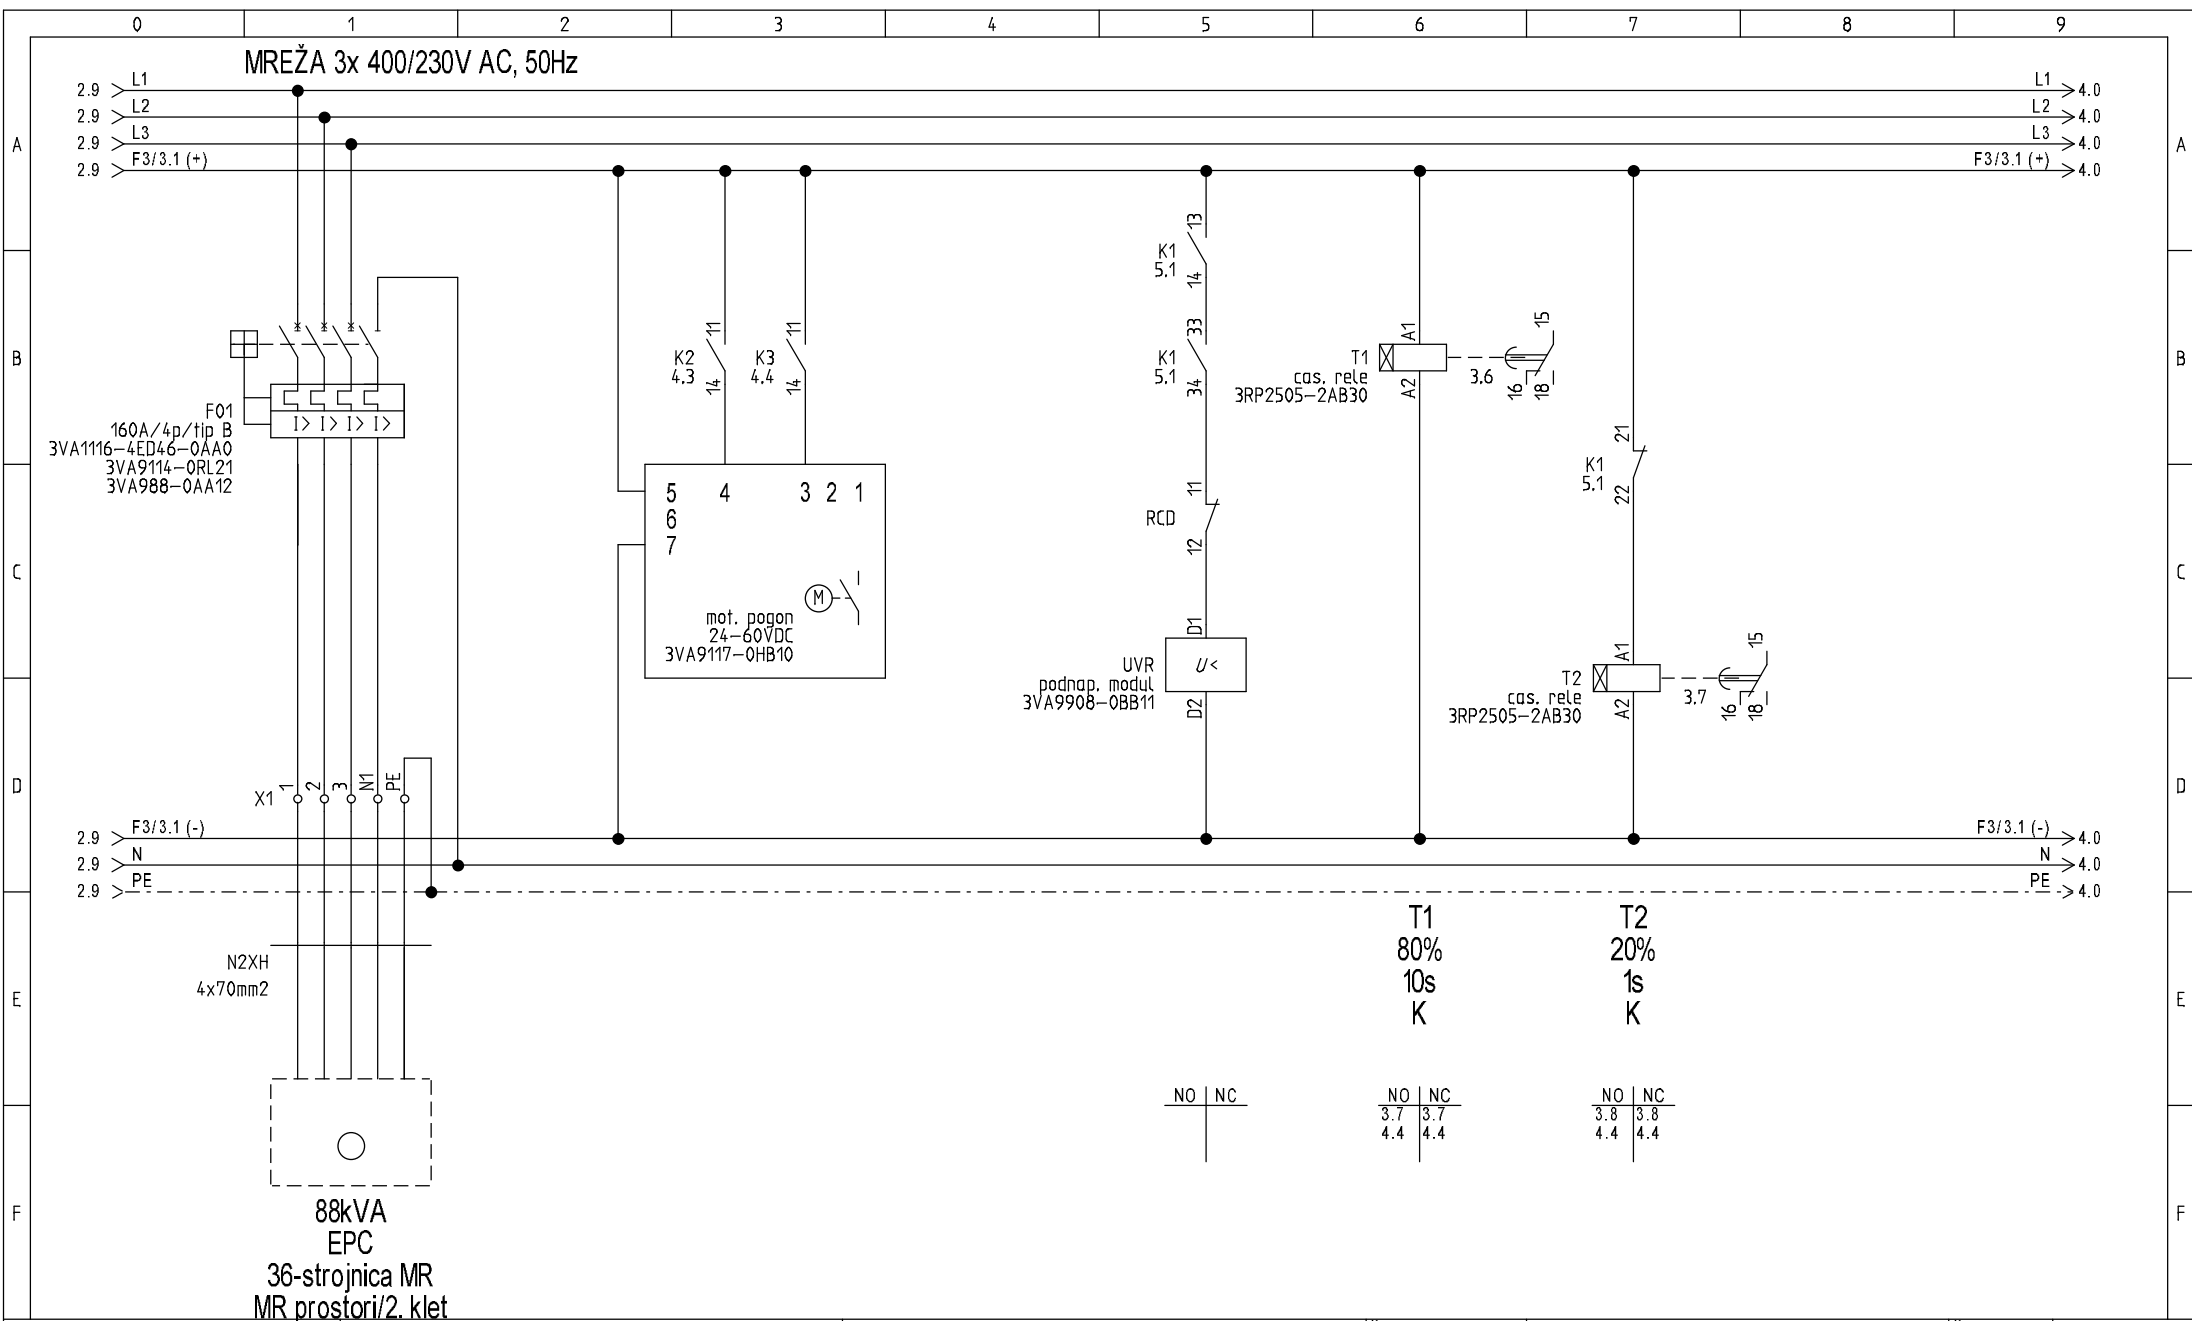 0 1 2 3 4 5 6 7 8 9
MREŽA 3x 400/230V AC, 50Hz
2.9 L1 L1 4.0
2.9 L2 L2 4.0
2.9 L3 L3 4.0
2.9 F3/3.1 (+) F3/3.1 (+) 4.0
A A
B B
C C
D D
E E
F F
F01
160A/4p/tip B
3VA1116-4ED46-0AA0
3VA9114-0RL21
3VA988-0AA12
I> I> I> I>
K2
4.3
11
14
K3
4.4
11
14
5 4 3 2 1
6
7
M
mot. pogon
24-60VDC
3VA9117-0HB10
13
K1
5.1
14
33
K1
5.1
34
11
RCD
12
D1
UVR
podnap. modul
3VA9908-0BB11
U<
D2
A1
T1
cas. rele
3RP2505-2AB30
A2
3.6
15
16
18
21
K1
5.1
22
A1
T2
cas. rele
3RP2505-2AB30
A2
3.7
15
16
18
X1 1 2 3 N1 PE
2.9 F3/3.1 (-) F3/3.1 (-) 4.0
2.9 N N 4.0
2.9 PE PE 4.0
N2XH
4x70mm2
T1
80%
10s
K
T2
20%
1s
K
NO NC
NO NC
3.7 3.7
4.4 4.4
NO NC
3.8 3.8
4.4 4.4
88kVA
EPC
36-strojnica MR
MR prostori/2. klet